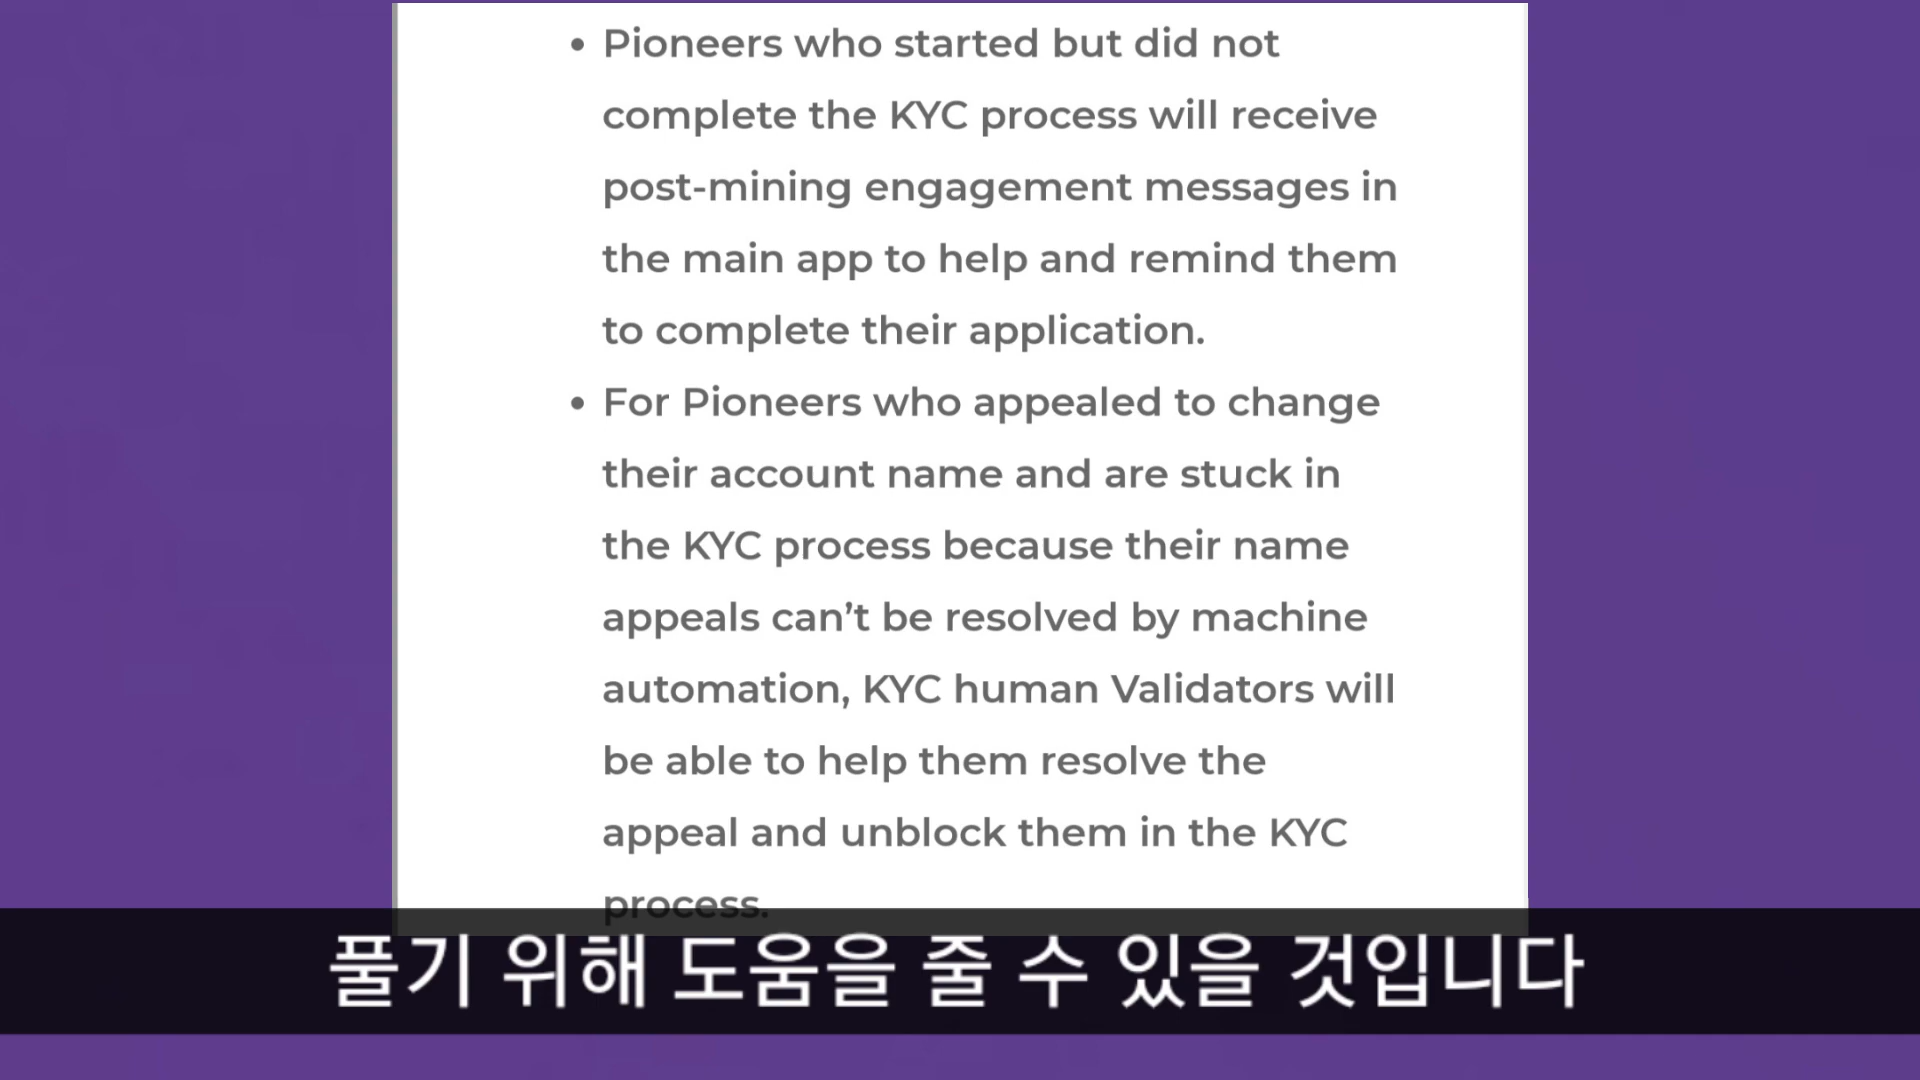 • Pioneers who started but did not
complete the KYC process will receive
post-mining engagement messages in
the main app to help and remind them
to complete their application.
• For Pioneers who appealed to change
their account name and are stuck in
the KYC process because their name
appeals can’t be resolved by machine
automation, KYC human Validators will
be able to help them resolve the
appeal and unblock them in the KYC
process.
풀기 위해 도움을 줄 수 있을 것입니다